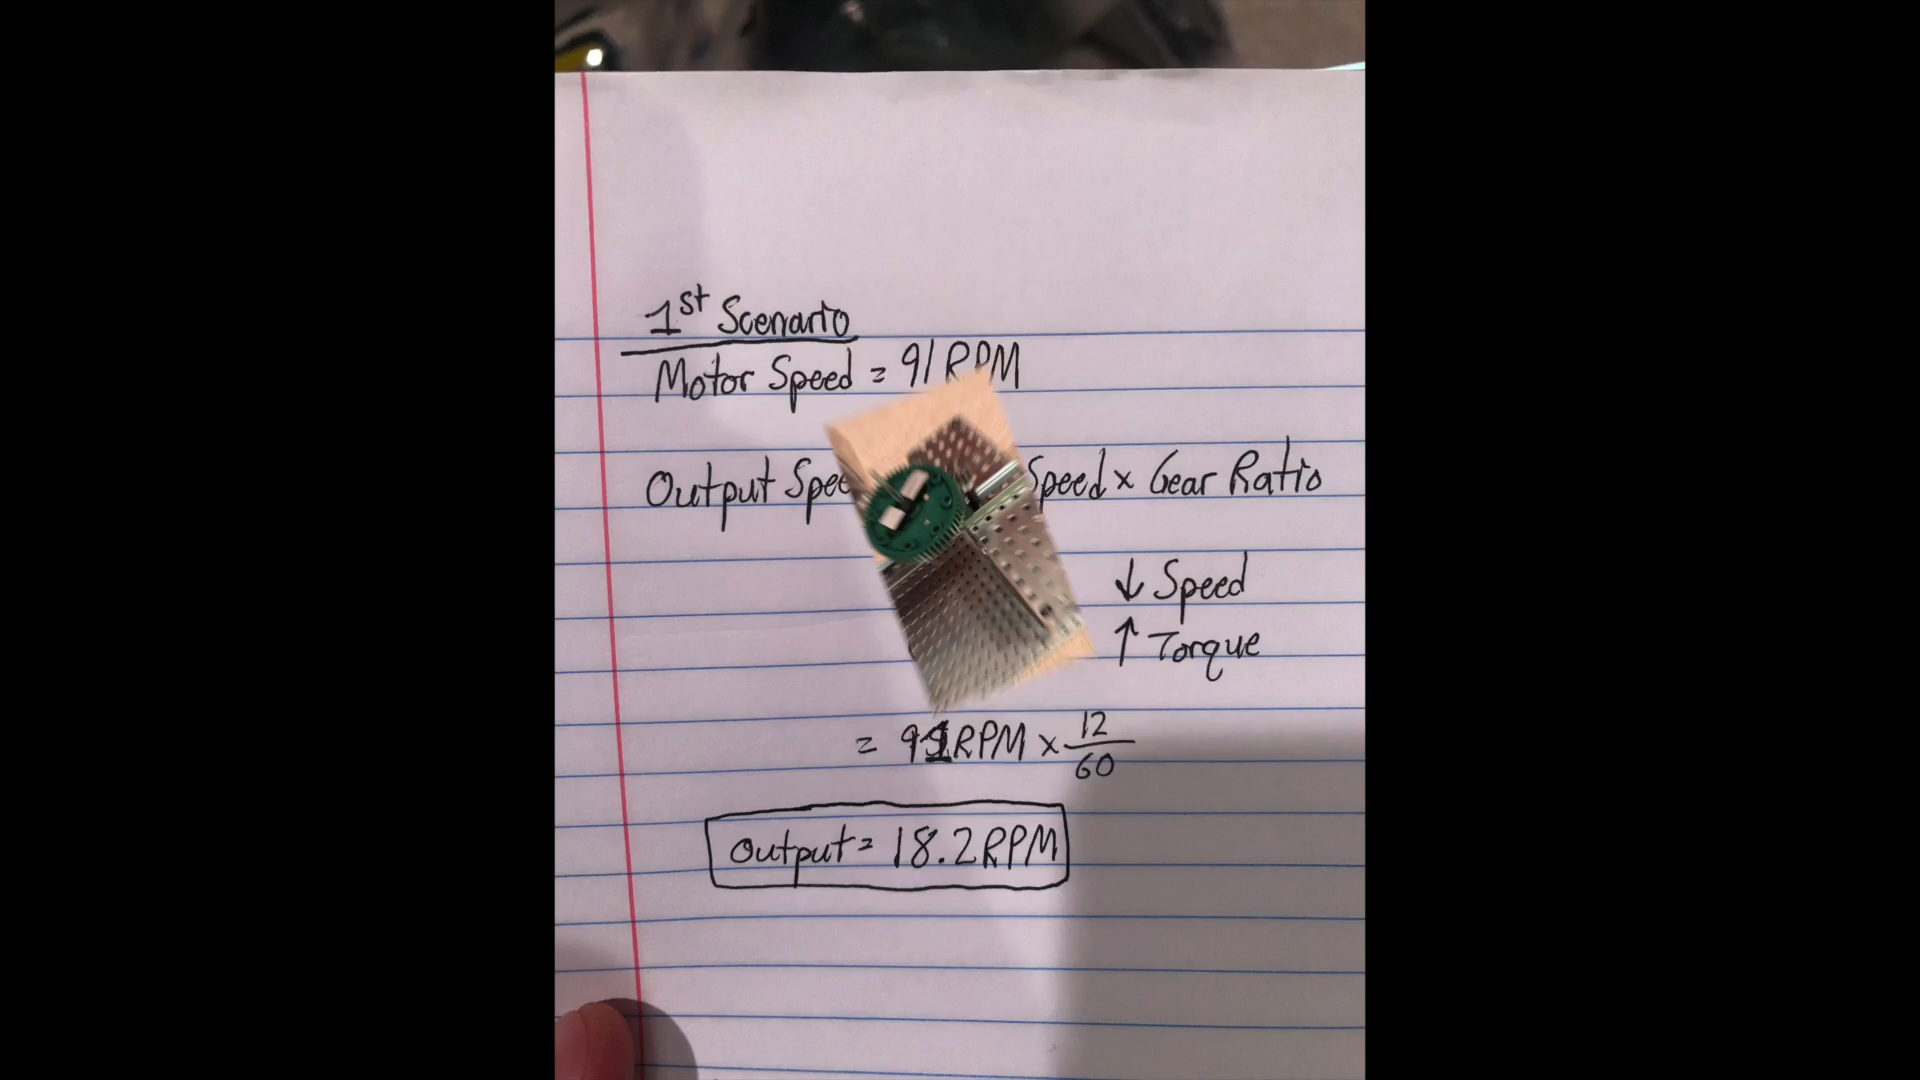 1st Scenario
Motor Speed = 91 RPM
Output Speed × Gear Ratio
↓ Speed
↑ Torque
= 91 RPM × 12/60
Output = 18.2 RPM